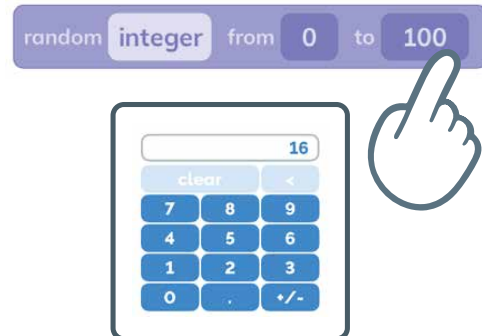 random integer from 0 to 100
16
clear <
7 8 9
4 5 6
1 2 3
0 . +/-